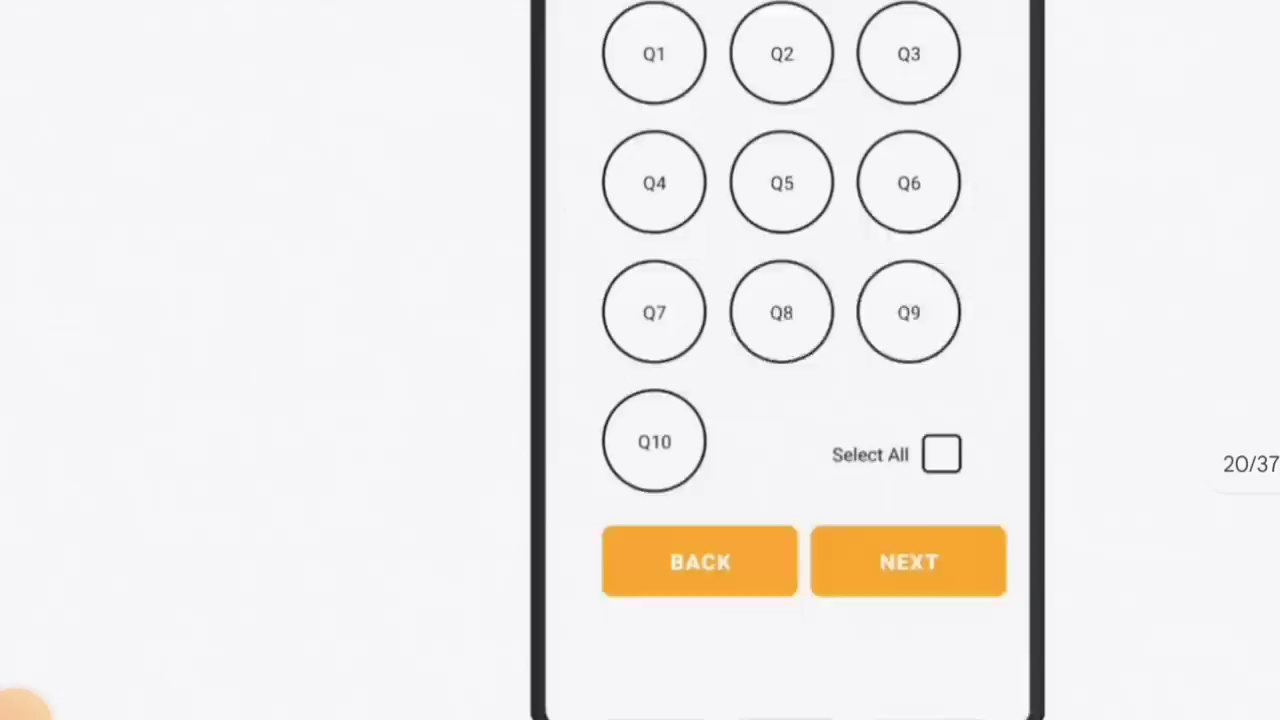 Q1 Q2 Q3
Q4 Q5 Q6
Q7 Q8 Q9
Q10 Select All
20/37
BACK NEXT